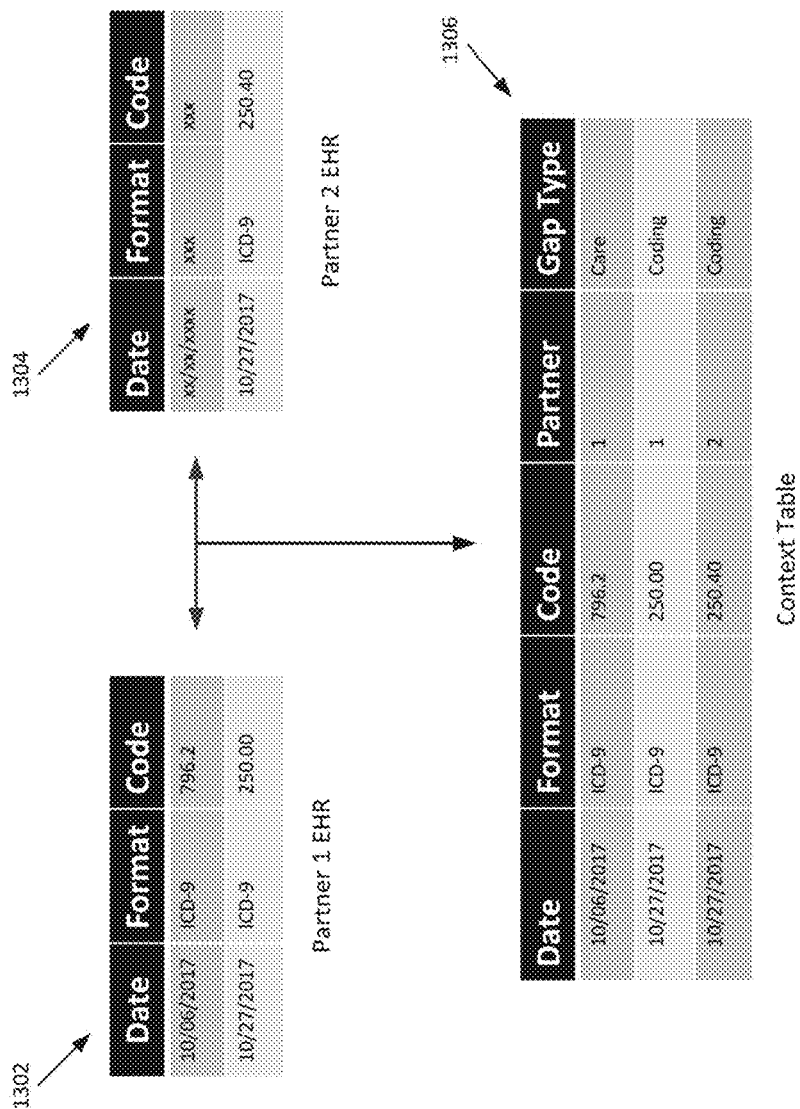 1302
Date Format Code
10/06/2017 ICD-9 796.2
10/27/2017 ICD-9 250.00
Partner 1 EHR
1304
Date Format Code
xx/xx/xxxx xxx xxx
10/27/2017 ICD-9 250.40
Partner 2 EHR
1306
Date Format Code Partner Gap Type
10/06/2017 ICD-9 796.2 1 Care
10/27/2017 ICD-9 250.00 1 Coding
10/27/2017 ICD-9 250.40 2 Coding
Context Table